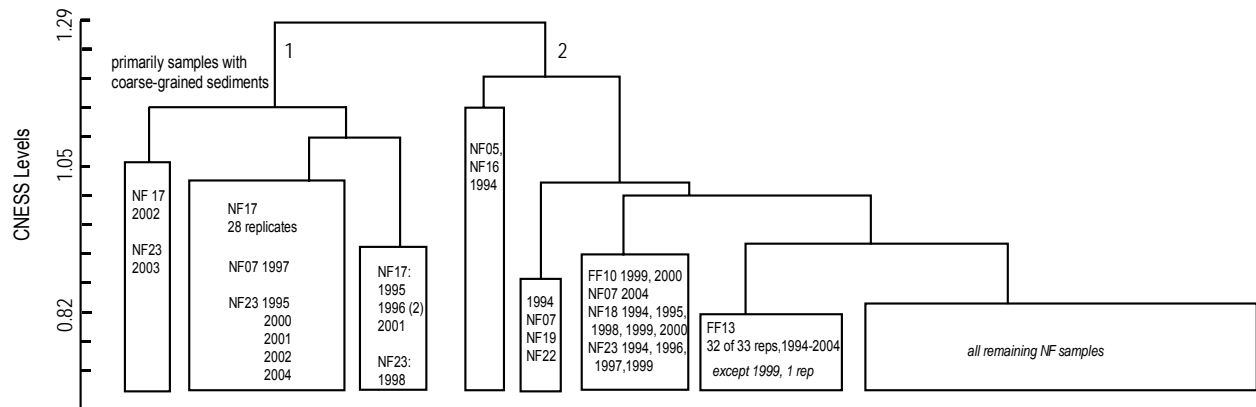 1.29
1.05
0.82
CNESS Levels
1
2
primarily samples with
coarse-grained sediments
NF 17
2002
NF23
2003
NF17
28 replicates
NF07 1997
NF23 1995
2000
2001
2002
2004
NF17:
1995
1996 (2)
2001
NF23:
1998
NF05,
NF16
1994
1994
NF07
NF19
NF22
FF10 1999, 2000
NF07 2004
NF18 1994, 1995,
1998, 1999, 2000
NF23 1994, 1996,
1997,1999
FF13
32 of 33 reps,1994-2004
except 1999, 1 rep
all remaining NF samples